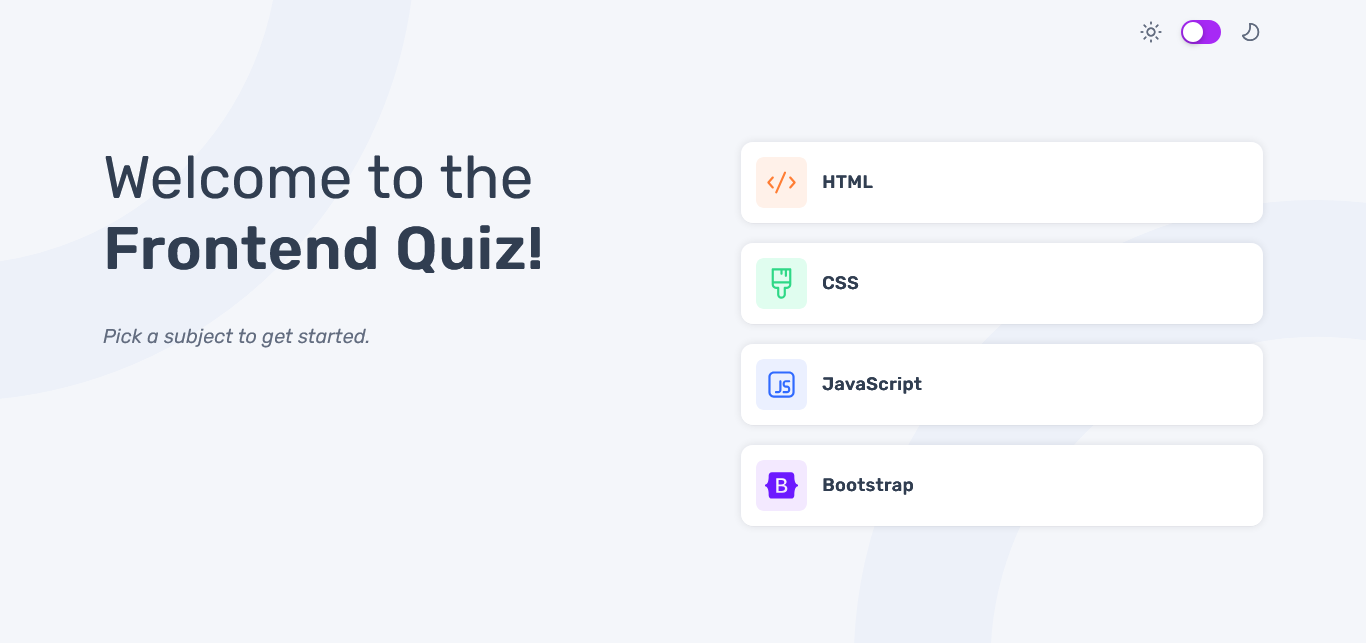 Welcome to the
Frontend Quiz!
Pick a subject to get started.
HTML
CSS
JS
JavaScript
B
Bootstrap